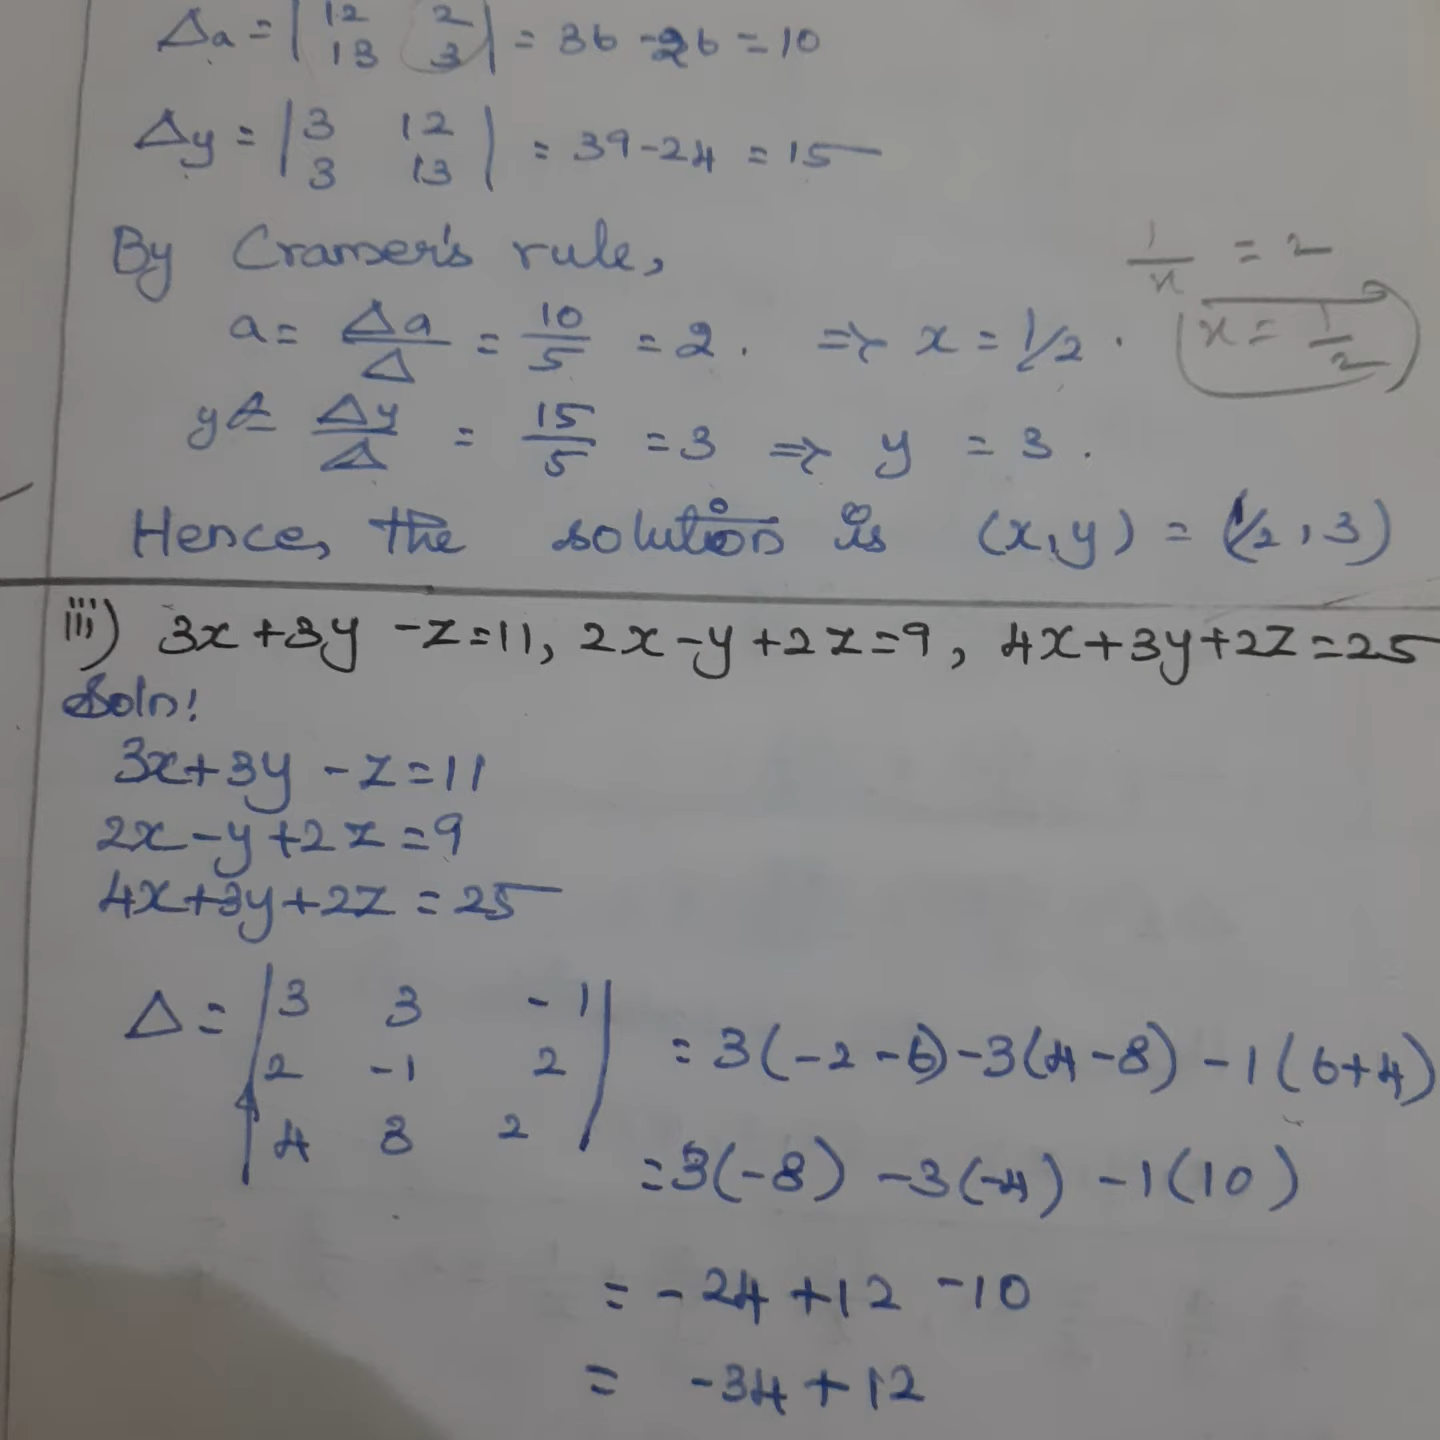 Δa = | 12 2 | = 36 - 26 = 10
13 3
Δy = | 3 12 | = 39 - 24 = 15
3 13
By Cramer's rule,
1/x = 2
a = Δa/Δ = 10/5 = 2 . ⇒ x = 1/2 .
x = 1/2
y = Δy/Δ = 15/5 = 3 ⇒ y = 3 .
Hence, the solution is (x, y) = (1/2, 3)
iii) 3x+3y-z=11, 2x-y+2z=9, 4x+3y+2z=25
Soln:
3x+3y-z=11
2x-y+2z=9
4x+3y+2z=25
Δ = | 3 3 -1 |
2 -1 2 = 3(-2-6)-3(4-8)-1(6+4)
4 3 2
= 3(-8) -3(-4) -1(10)
= -24 + 12 -10
= -34 + 12